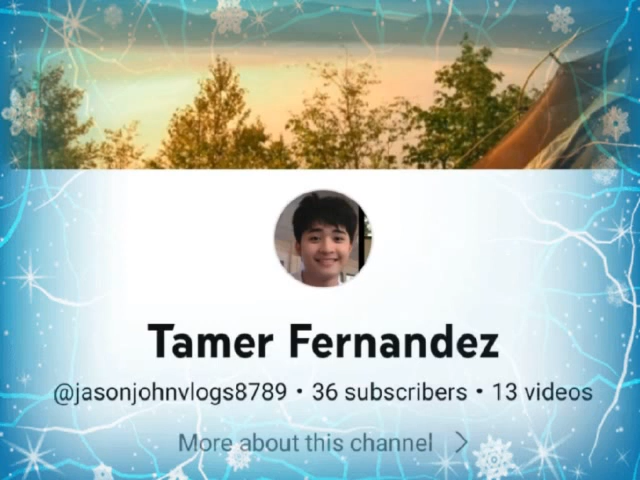 Tamer Fernandez
@jasonjohnvlogs8789 • 36 subscribers • 13 videos
More about this channel >